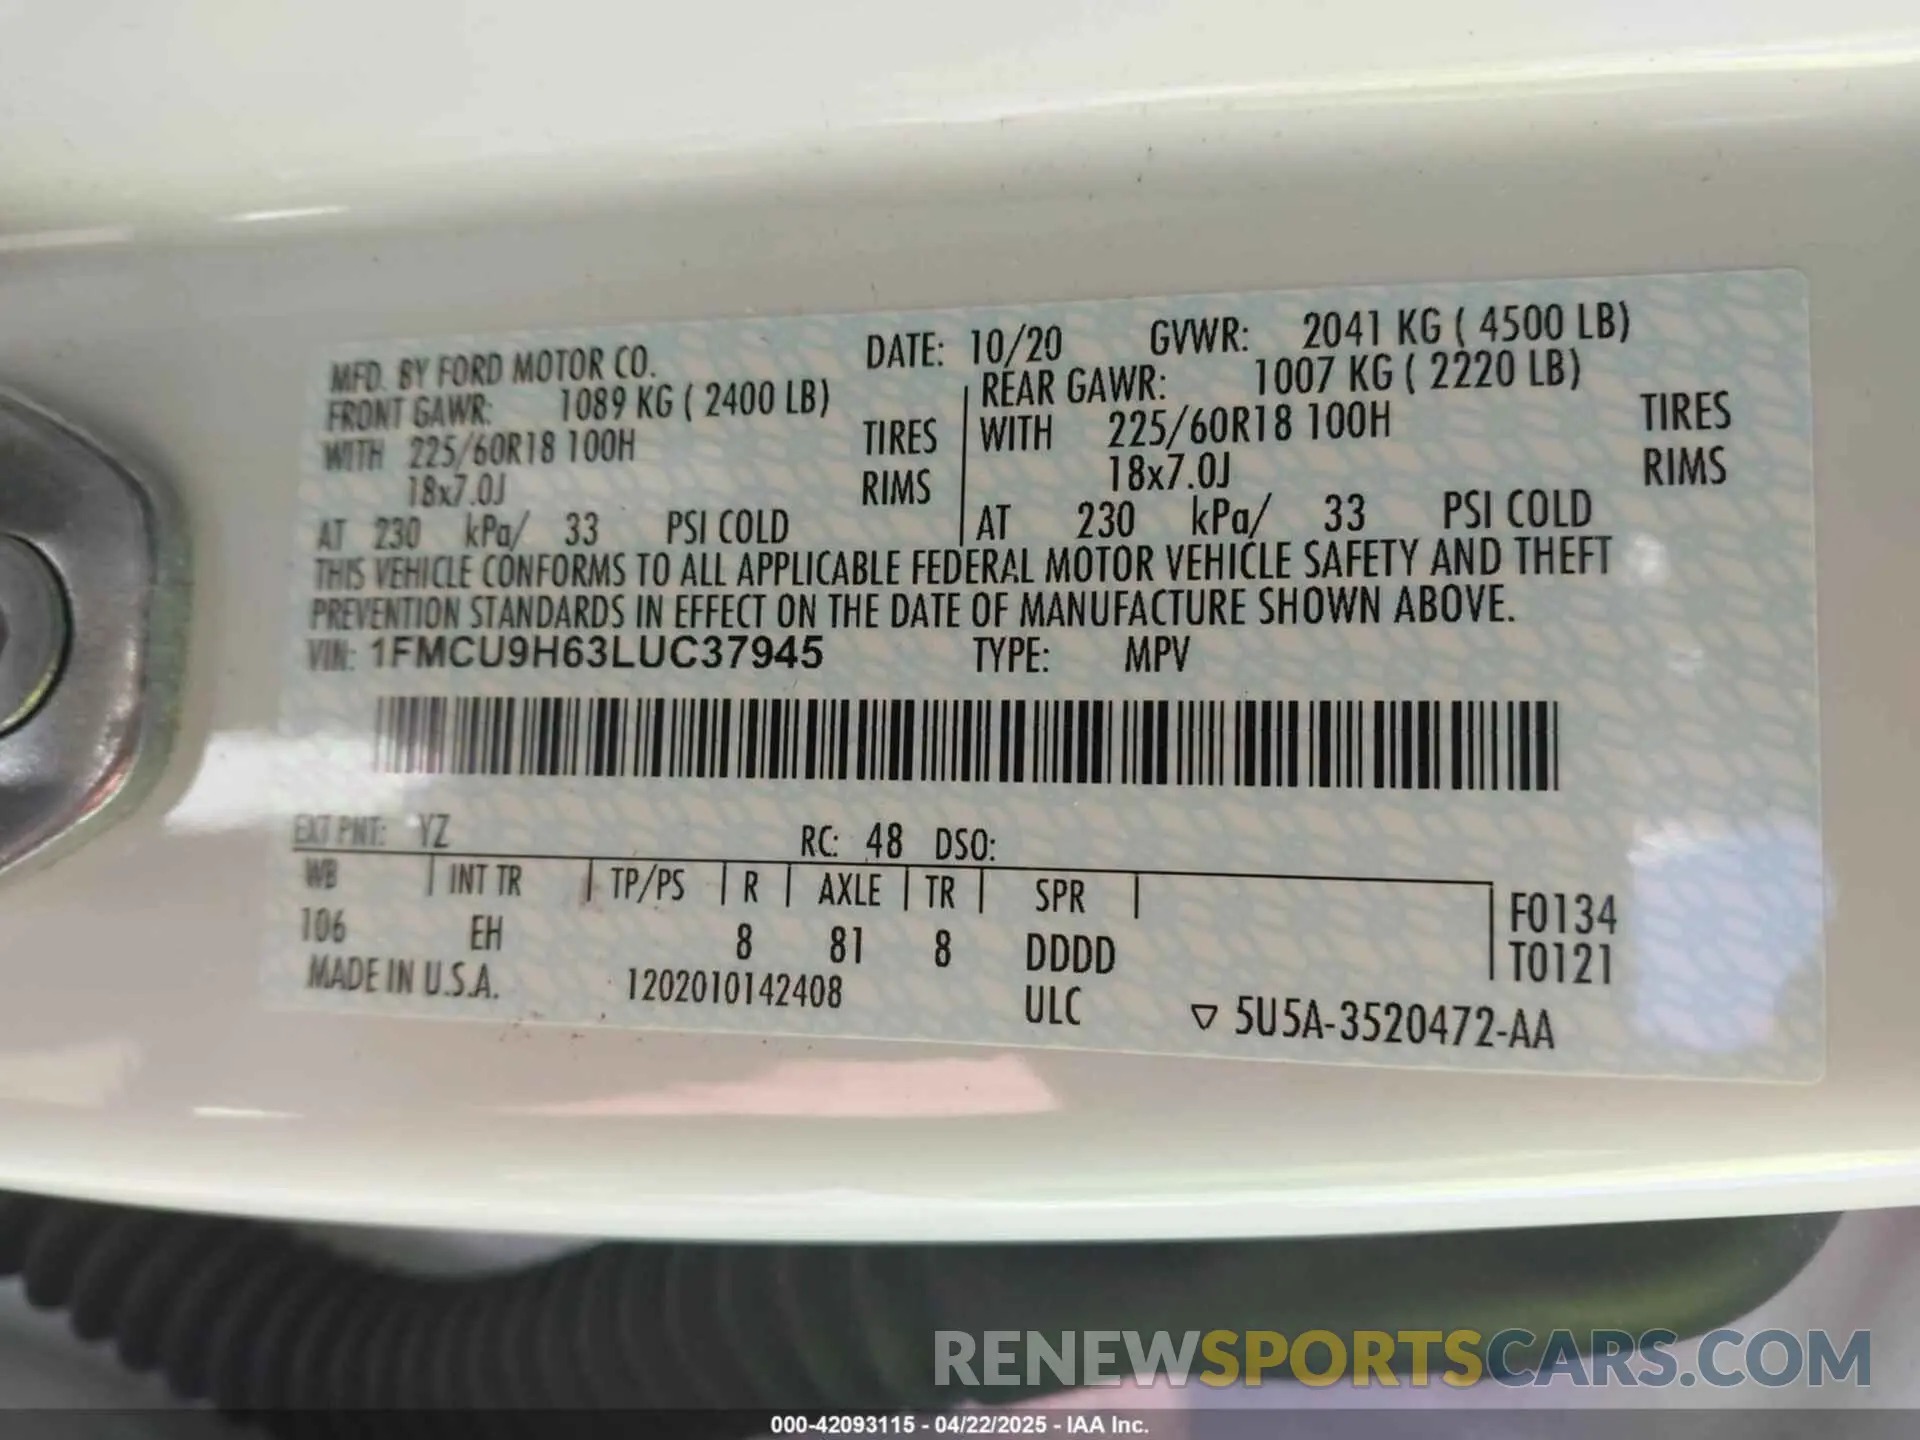 MFD. BY FORD MOTOR CO. DATE: 10/20 GVWR: 2041 KG ( 4500 LB)
FRONT GAWR: 1089 KG ( 2400 LB) REAR GAWR: 1007 KG ( 2220 LB)
WITH 225/60R18 100H TIRES WITH 225/60R18 100H TIRES
18x7.0J RIMS 18x7.0J RIMS
AT 230 kPa/ 33 PSI COLD AT 230 kPa/ 33 PSI COLD
THIS VEHICLE CONFORMS TO ALL APPLICABLE FEDERAL MOTOR VEHICLE SAFETY AND THEFT
PREVENTION STANDARDS IN EFFECT ON THE DATE OF MANUFACTURE SHOWN ABOVE.
VIN: 1FMCU9H63LUC37945 TYPE: MPV
EXT PNT: YZ RC: 48 DSO:
WB INT TR TP/PS R AXLE TR SPR F0134
106 EH 8 81 8 DDDD T0121
MADE IN U.S.A. 1202010142408 ULC ▽ 5U5A-3520472-AA
RENEWSPORTSCARS.COM
000-42093115 - 04/22/2025 - IAA Inc.